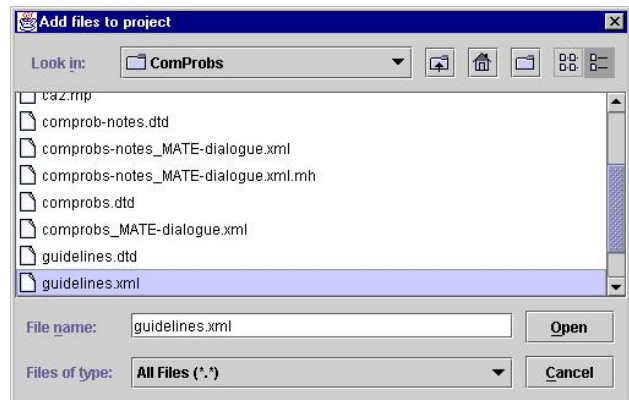 Add files to project
Look in: ComProbs
ca2.mp
comprob-notes.dtd
comprobs-notes_MATE-dialogue.xml
comprobs-notes_MATE-dialogue.xml.mh
comprobs.dtd
comprobs_MATE-dialogue.xml
guidelines.dtd
guidelines.xml
File name: guidelines.xml Open
Files of type: All Files (*.*) Cancel